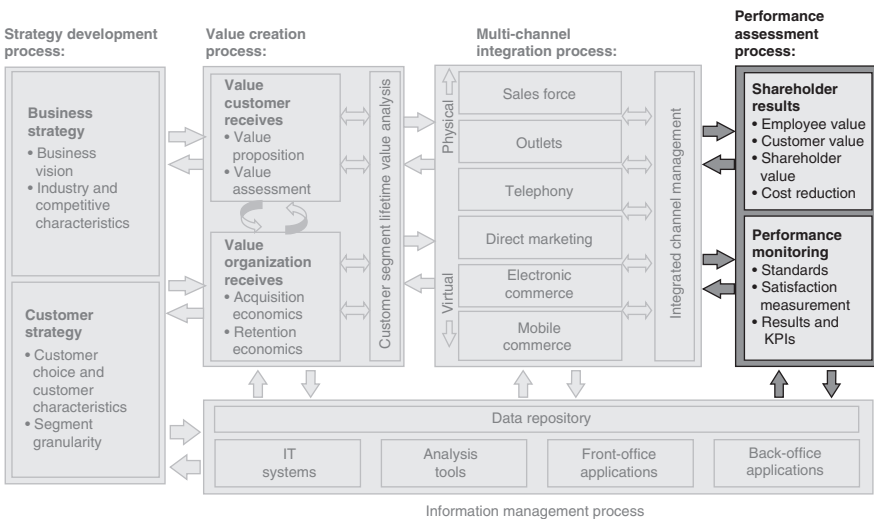 Strategy development
process:
Business
strategy
• Business
vision
• Industry and
competitive
characteristics
Customer
strategy
• Customer
choice and
customer
characteristics
• Segment
granularity
Value creation
process:
Value
customer
receives
• Value
proposition
• Value
assessment
Value
organization
receives
• Acquisition
economics
• Retention
economics
Customer segment lifetime value analysis
Multi-channel
integration process:
Physical
Virtual
Sales force
Outlets
Telephony
Direct marketing
Electronic
commerce
Mobile
commerce
Integrated channel management
Performance
assessment
process:
Shareholder
results
• Employee value
• Customer value
• Shareholder
value
• Cost reduction
Performance
monitoring
• Standards
• Satisfaction
measurement
• Results and
KPIs
Data repository
IT
systems
Analysis
tools
Front-office
applications
Back-office
applications
Information management process